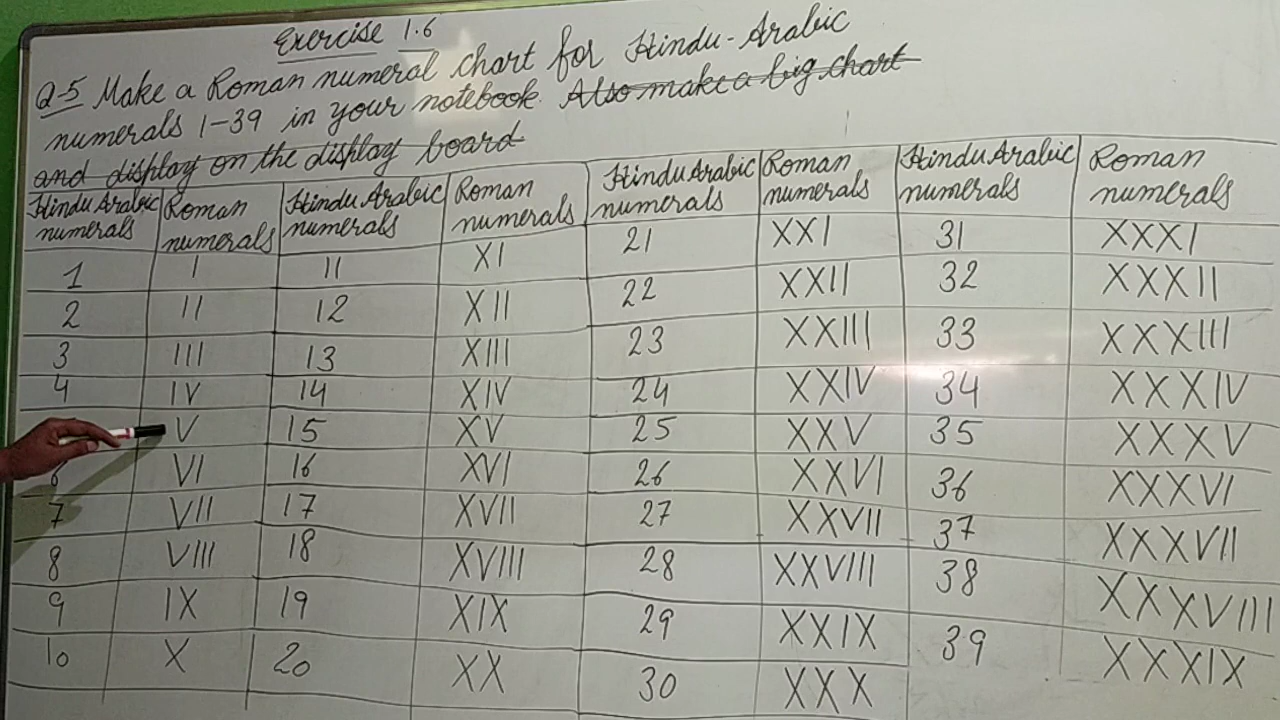 Exercise 1.6
Q-5 Make a Roman numeral chart for Hindu-Arabic
numerals 1-39 in your notebook. Also make a big chart
and display on the display board
Hindu Arabic numerals Roman numerals Hindu Arabic numerals Roman numerals Hindu Arabic numerals Roman numerals Hindu Arabic numerals Roman numerals
1 I 11 XI 21 XXI 31 XXXI
2 II 12 XII 22 XXII 32 XXXII
3 III 13 XIII 23 XXIII 33 XXXIII
4 IV 14 XIV 24 XXIV 34 XXXIV
V 15 XV 25 XXV 35 XXXV
6 VI 16 XVI 26 XXVI 36 XXXVI
7 VII 17 XVII 27 XXVII 37 XXXVII
8 VIII 18 XVIII 28 XXVIII 38 XXXVIII
9 IX 19 XIX 29 XXIX 39 XXXIX
10 X 20 XX 30 XXX